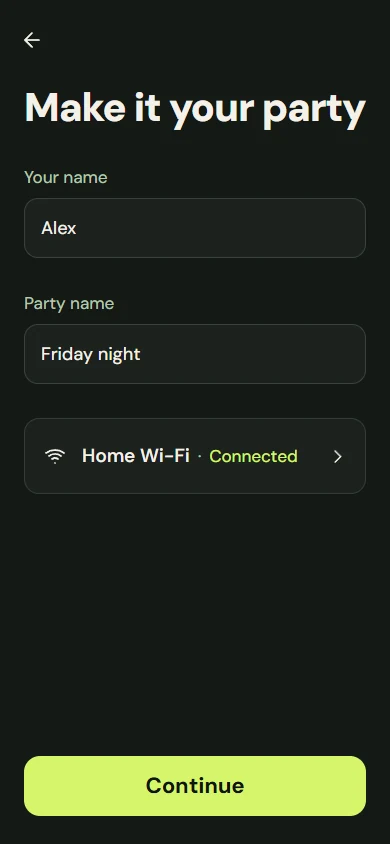 Make it your party
Your name
Alex
Party name
Friday night
Home Wi-Fi · Connected
Continue